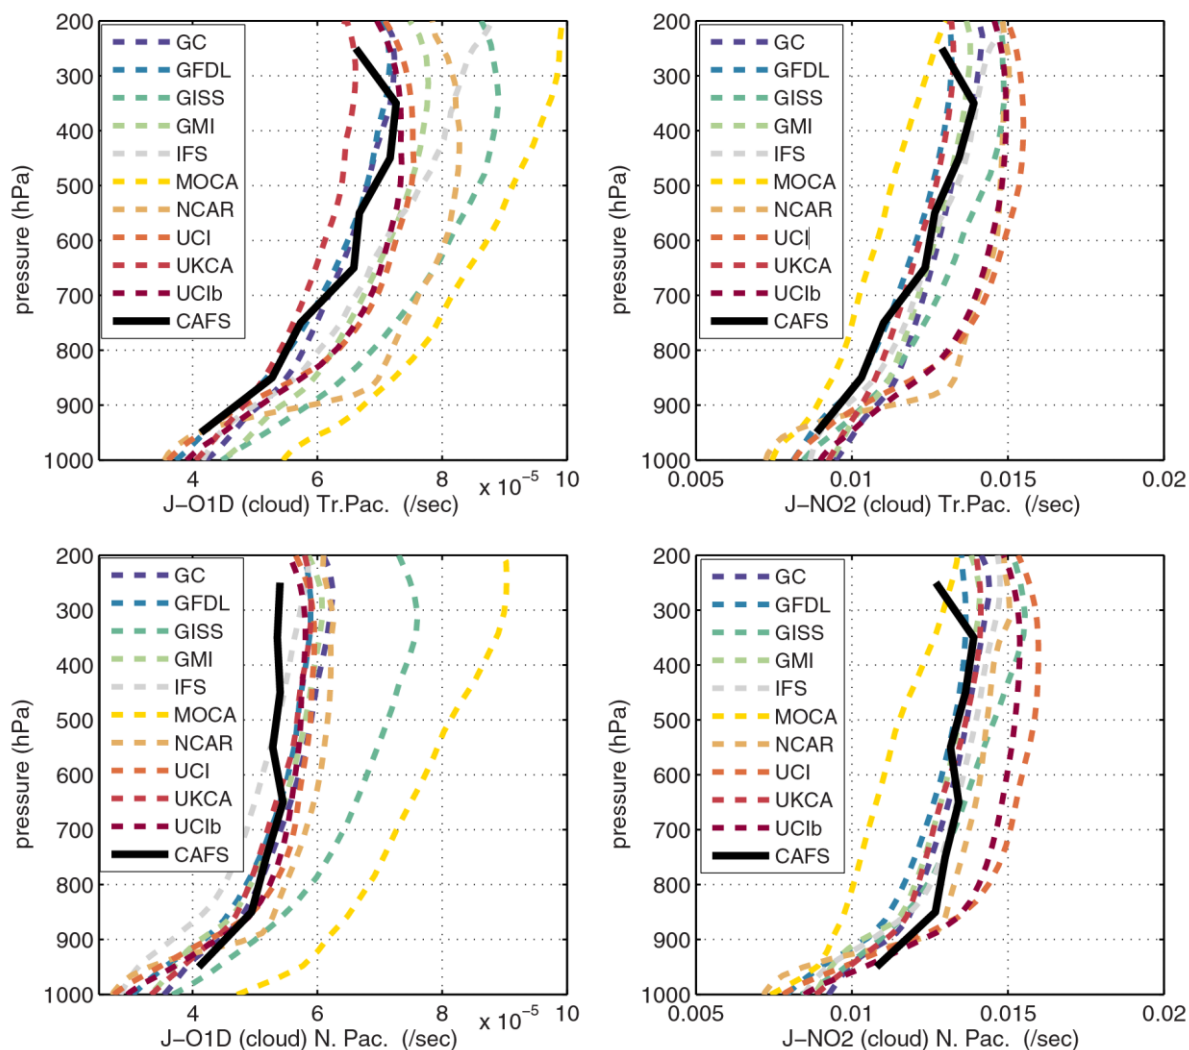 200
300
400
500
600
700
800
900
1000
pressure (hPa)
GC
GFDL
GISS
GMI
IFS
MOCA
NCAR
UCI
UKCA
UCIb
CAFS
4
6
8
10
x 10⁻⁵
J-O1D (cloud) Tr.Pac. (/sec)
200
300
400
500
600
700
800
900
1000
pressure (hPa)
GC
GFDL
GISS
GMI
IFS
MOCA
NCAR
UCI
UKCA
UCIb
CAFS
0.005
0.01
0.015
0.02
J-NO2 (cloud) Tr.Pac. (/sec)
200
300
400
500
600
700
800
900
1000
pressure (hPa)
GC
GFDL
GISS
GMI
IFS
MOCA
NCAR
UCI
UKCA
UCIb
CAFS
4
6
8
10
x 10⁻⁵
J-O1D (cloud) N. Pac. (/sec)
200
300
400
500
600
700
800
900
1000
pressure (hPa)
GC
GFDL
GISS
GMI
IFS
MOCA
NCAR
UCI
UKCA
UCIb
CAFS
0.005
0.01
0.015
0.02
J-NO2 (cloud) N. Pac. (/sec)